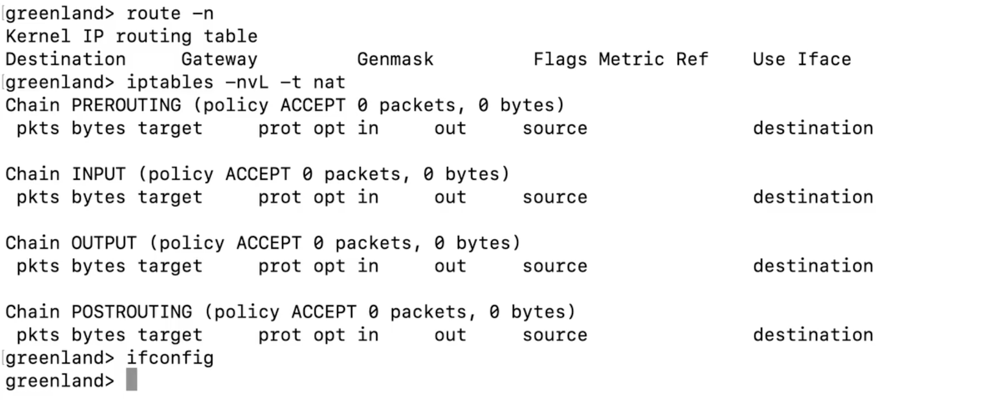 greenland> route -n
Kernel IP routing table
Destination     Gateway         Genmask         Flags Metric Ref    Use Iface
greenland> iptables -nvL -t nat
Chain PREROUTING (policy ACCEPT 0 packets, 0 bytes)
 pkts bytes target     prot opt in     out     source               destination
Chain INPUT (policy ACCEPT 0 packets, 0 bytes)
 pkts bytes target     prot opt in     out     source               destination
Chain OUTPUT (policy ACCEPT 0 packets, 0 bytes)
 pkts bytes target     prot opt in     out     source               destination
Chain POSTROUTING (policy ACCEPT 0 packets, 0 bytes)
 pkts bytes target     prot opt in     out     source               destination
greenland> ifconfig
greenland>